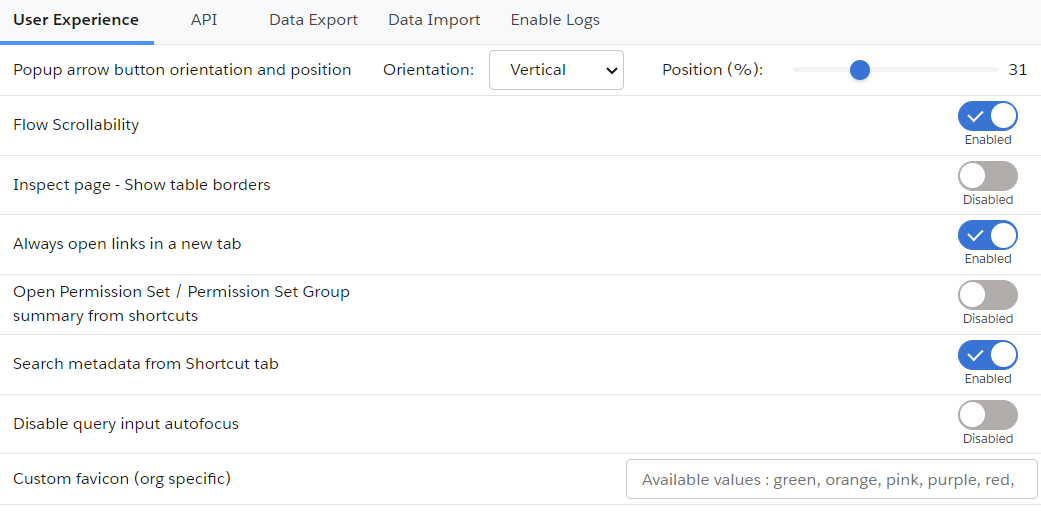 User Experience API Data Export Data Import Enable Logs
Popup arrow button orientation and position Orientation: Vertical Position (%): 31
Flow Scrollability
Enabled
Inspect page - Show table borders
Disabled
Always open links in a new tab
Enabled
Open Permission Set / Permission Set Group
summary from shortcuts
Disabled
Search metadata from Shortcut tab
Enabled
Disable query input autofocus
Disabled
Custom favicon (org specific) Available values : green, orange, pink, purple, red,